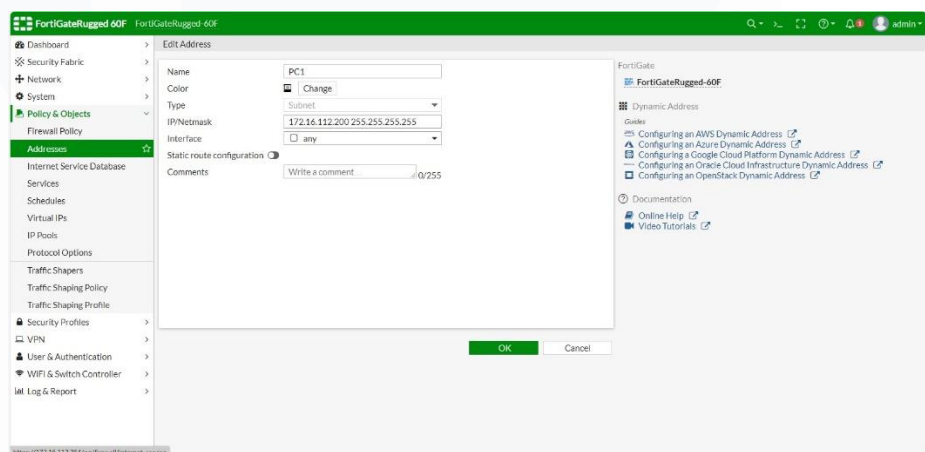 FortiGateRugged 60F FortiGateRugged-60F
admin
Dashboard
Security Fabric
Network
System
Policy & Objects
Firewall Policy
Addresses
Internet Service Database
Services
Schedules
Virtual IPs
IP Pools
Protocol Options
Traffic Shapers
Traffic Shaping Policy
Traffic Shaping Profile
Security Profiles
VPN
User & Authentication
WiFi & Switch Controller
Log & Report
Edit Address
Name PC1
Color Change
Type Subnet
IP/Netmask 172.16.112.200 255.255.255.255
Interface any
Static route configuration
Comments Write a comment 0/255
OK Cancel
FortiGate
FortiGateRugged-60F
Dynamic Address
Guides
Configuring an AWS Dynamic Address
Configuring an Azure Dynamic Address
Configuring a Google Cloud Platform Dynamic Address
Configuring an Oracle Cloud Infrastructure Dynamic Address
Configuring an OpenStack Dynamic Address
Documentation
Online Help
Video Tutorials